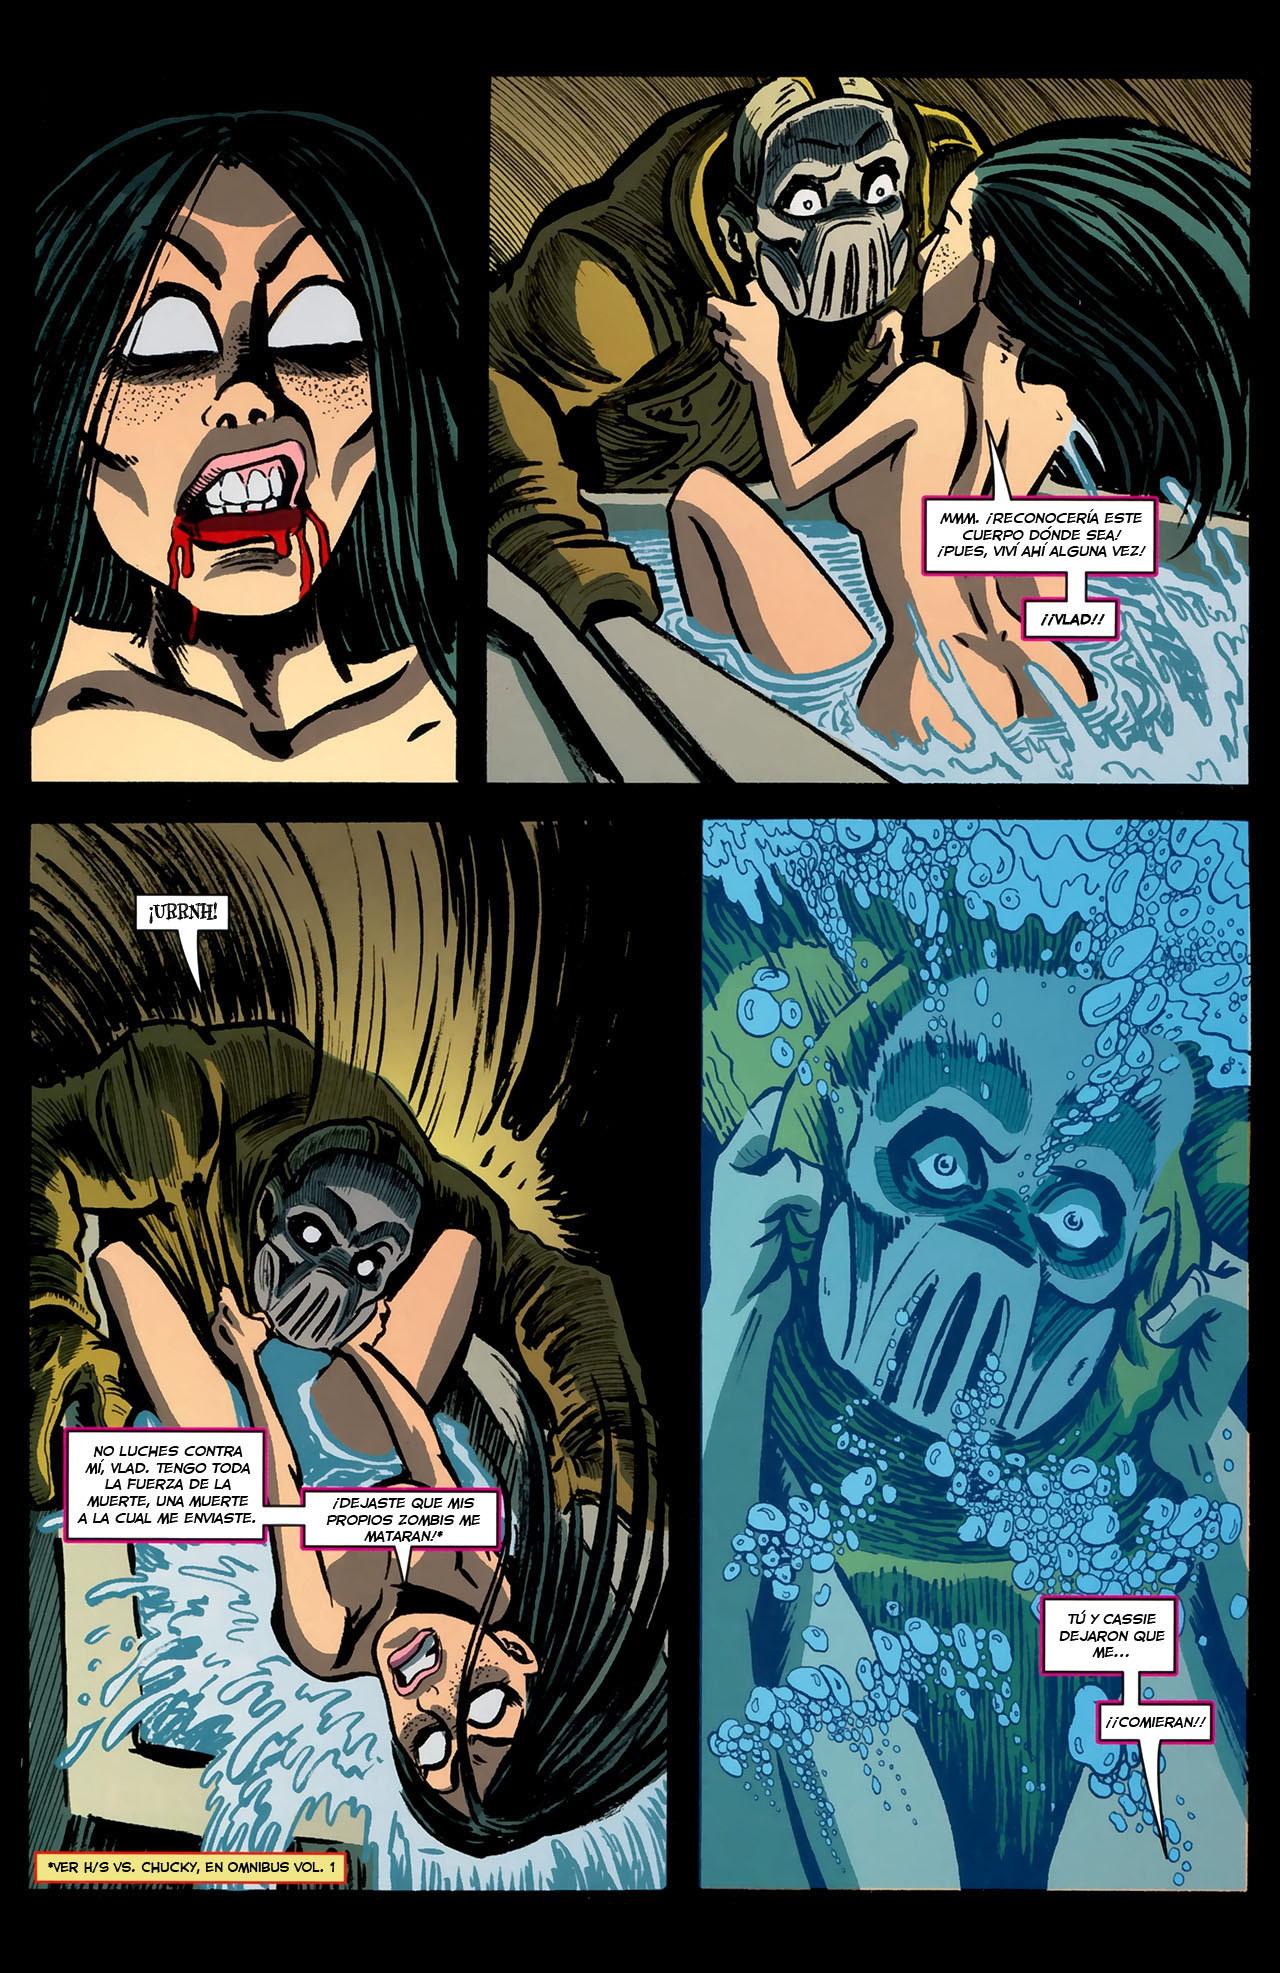 MMM. ¡RECONOCERÍA ESTE
CUERPO DÓNDE SEA!
¡PUES, VIVÍ AHÍ ALGUNA VEZ!
¡¡VLAD!!
¡URRNH!
NO LUCHES CONTRA
MÍ, VLAD. TENGO TODA
LA FUERZA DE LA
MUERTE, UNA MUERTE
A LA CUAL ME ENVIASTE.
¡DEJASTE QUE MIS
PROPIOS ZOMBIS ME
MATARAN!*
*VER H/S VS. CHUCKY, EN OMNIBUS VOL. 1
TÚ Y CASSIE
DEJARON QUE
ME...
¡¡COMIERAN!!